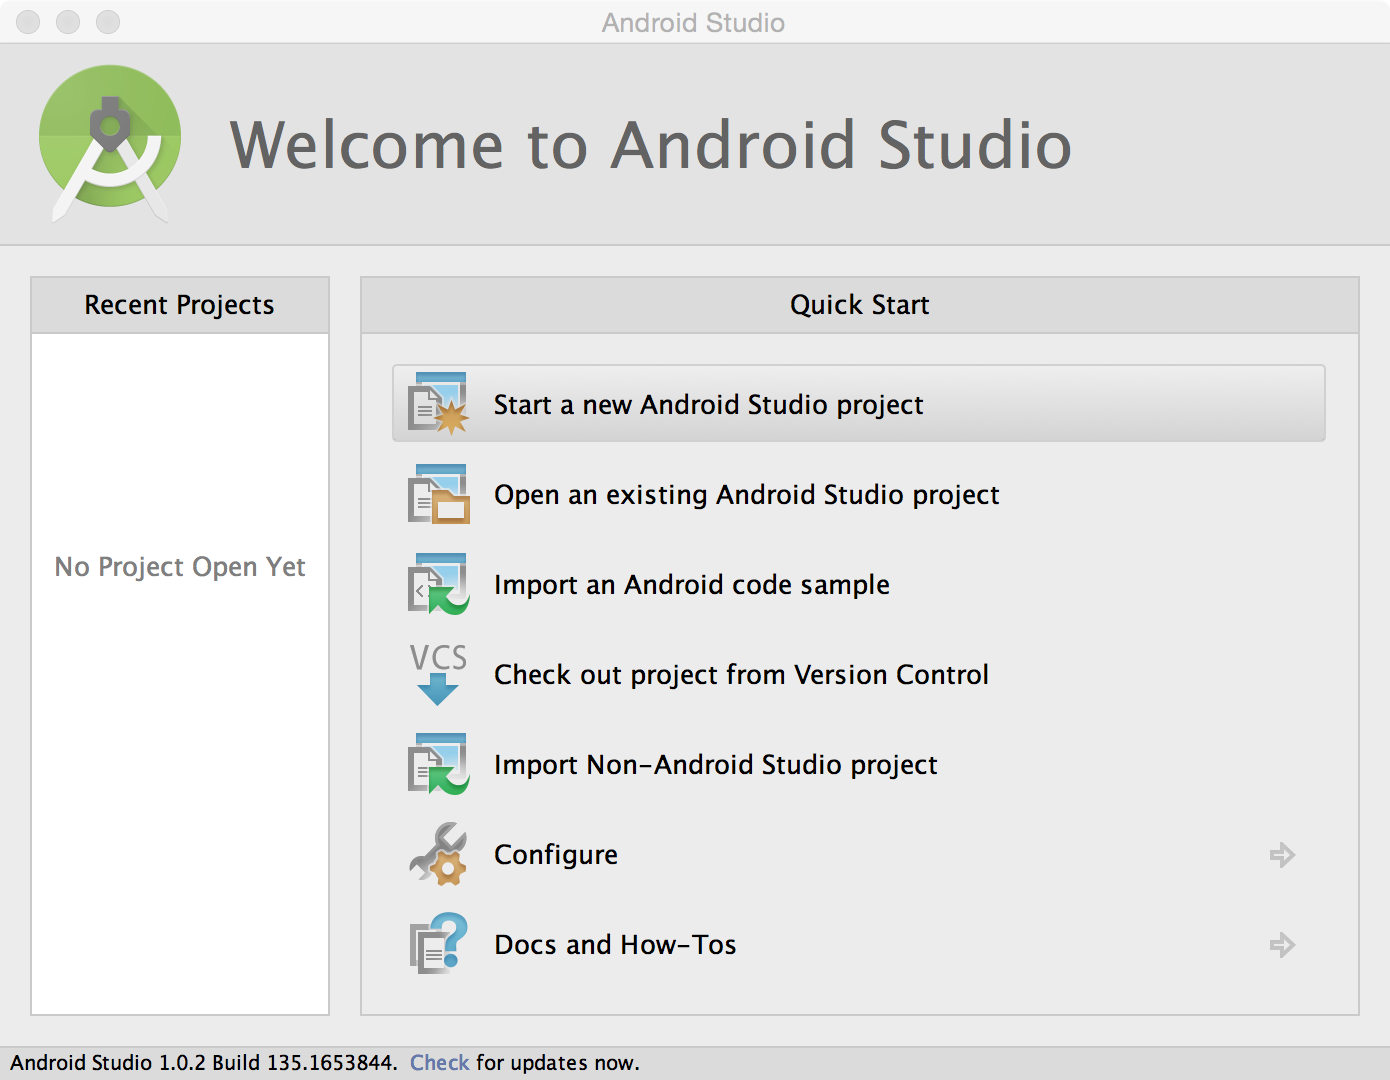 Android Studio
Welcome to Android Studio
Recent Projects
No Project Open Yet
Quick Start
Start a new Android Studio project
Open an existing Android Studio project
Import an Android code sample
VCS
Check out project from Version Control
Import Non-Android Studio project
Configure
Docs and How-Tos
Android Studio 1.0.2 Build 135.1653844. Check for updates now.